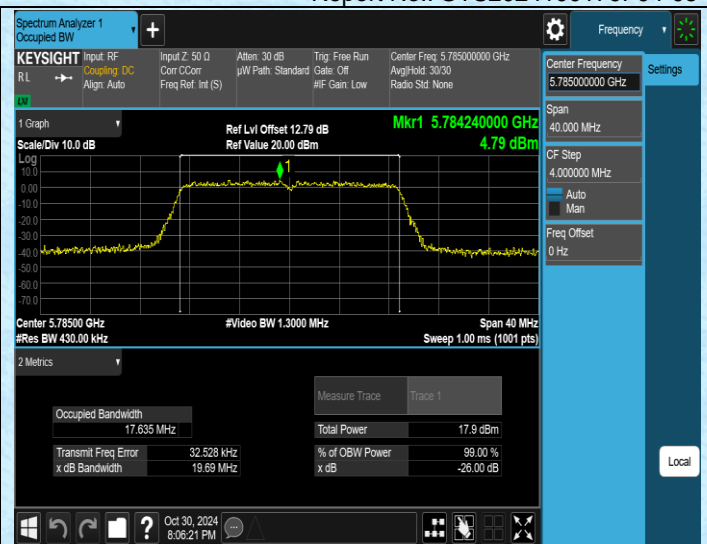 Spectrum Analyzer 1
Occupied BW
+
Frequency
KEYSIGHT
RL
Input: RF
Coupling: DC
Align: Auto
Input Z: 50 Ω
Corr CCorr
Freq Ref: Int (S)
Atten: 30 dB
µW Path: Standard
Trig: Free Run
Gate: Off
#IF Gain: Low
Center Freq: 5.785000000 GHz
Avg|Hold: 30/30
Radio Std: None
Center Frequency
5.785000000 GHz
Settings
Span
40.000 MHz
CF Step
4.000000 MHz
Auto
Man
Freq Offset
0 Hz
1 Graph
Scale/Div 10.0 dB
Ref Lvl Offset 12.79 dB
Ref Value 20.00 dBm
Mkr1 5.784240000 GHz
4.79 dBm
Log
10.0
0.00
-10.0
-20.0
-30.0
-40.0
-50.0
-60.0
-70.0
1
Center 5.78500 GHz
#Res BW 430.00 kHz
#Video BW 1.3000 MHz
Span 40 MHz
Sweep 1.00 ms (1001 pts)
2 Metrics
Measure Trace
Trace 1
Occupied Bandwidth
17.635 MHz
Total Power
17.9 dBm
Transmit Freq Error
32.528 kHz
% of OBW Power
99.00 %
x dB Bandwidth
19.69 MHz
x dB
-26.00 dB
Local
?
Oct 30, 2024
8:06:21 PM